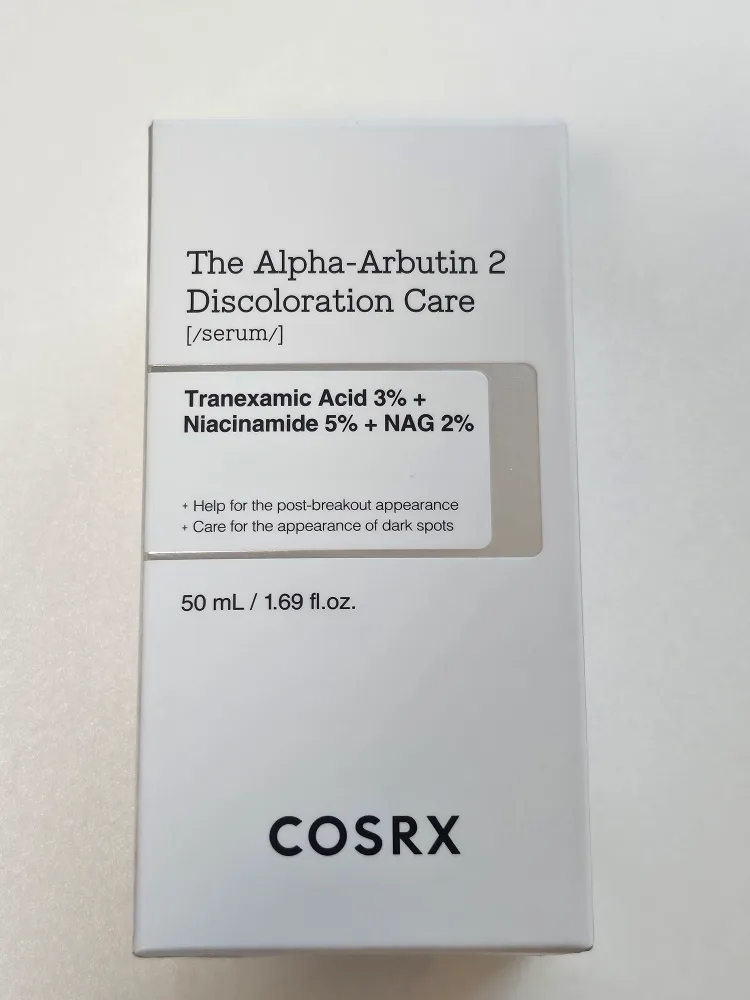 The Alpha-Arbutin 2
Discoloration Care
[/serum/]
Tranexamic Acid 3% +
Niacinamide 5% + NAG 2%
+ Help for the post-breakout appearance
+ Care for the appearance of dark spots
50 mL / 1.69 fl.oz.
COSRX